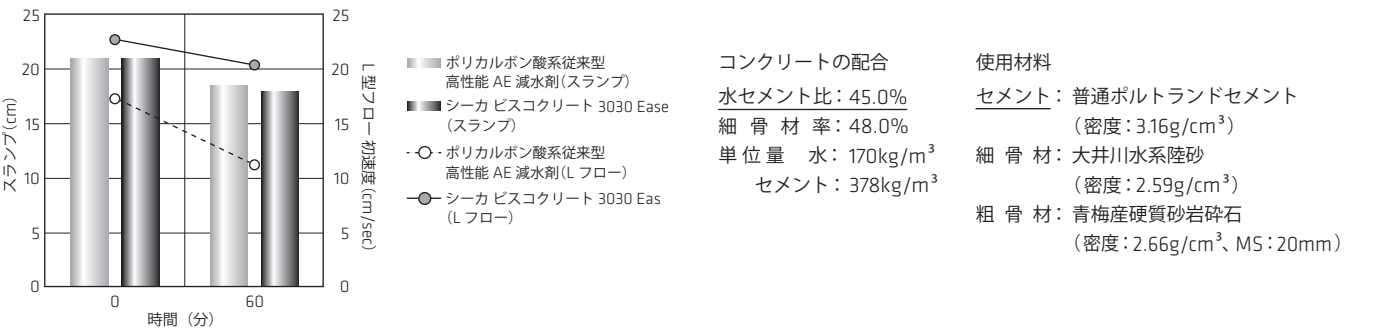 25
20
15
10
5
0
スランプ(cm)
25
20
15
10
5
0
L型フロー 初速度(cm/sec)
0
60
時間（分）
ポリカルボン酸系従来型
高性能 AE 減水剤(スランプ)
シーカ ビスコクリート 3030 Ease
(スランプ)
ポリカルボン酸系従来型
高性能 AE 減水剤(L フロー)
シーカ ビスコクリート 3030 Eas
(L フロー)
コンクリートの配合
水セメント比：45.0%
細 骨 材 率：48.0%
単位量 水：170kg/m³
セメント：378kg/m³
使用材料
セメント：普通ポルトランドセメント
（密度：3.16g/cm³）
細 骨 材：大井川水系陸砂
（密度：2.59g/cm³）
粗 骨 材：青梅産硬質砂岩砕石
（密度：2.66g/cm³、MS：20mm）